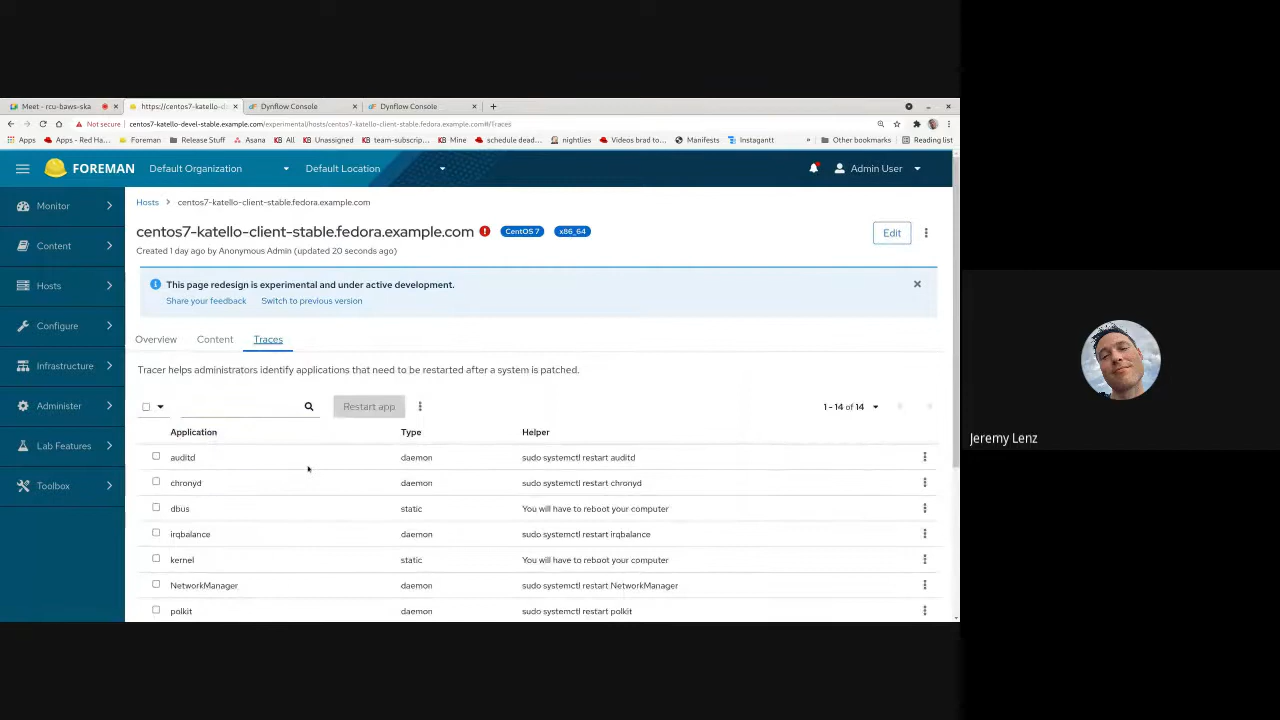 Meet - rcu-baws-ska
https://centos7-katello-d
Dynflow Console
Dynflow Console
Not secure
centos7-katello-devel-stable.example.com/experimental/hosts/centos7-katello-client-stable.fedora.example.com#/Traces
Apps
Apps - Red Ha...
Foreman
Release Stuff
Asana
KB All
KB Unassigned
KB team-subscrip...
KB Mine
schedule dead...
nightlies
Videos brad to...
KB Manifests
Instagantt
»
Other bookmarks
Reading list
FOREMAN
Default Organization
Default Location
Admin User
Monitor
Content
Hosts
Configure
Infrastructure
Administer
Lab Features
Toolbox
Hosts > centos7-katello-client-stable.fedora.example.com
centos7-katello-client-stable.fedora.example.com
CentOS 7
x86_64
Edit
Created 1 day ago by Anonymous Admin (updated 20 seconds ago)
This page redesign is experimental and under active development.
Share your feedback Switch to previous version
Overview Content Traces
Tracer helps administrators identify applications that need to be restarted after a system is patched.
Restart app
1 - 14 of 14
Application Type Helper
auditd daemon sudo systemctl restart auditd
chronyd daemon sudo systemctl restart chronyd
dbus static You will have to reboot your computer
irqbalance daemon sudo systemctl restart irqbalance
kernel static You will have to reboot your computer
NetworkManager daemon sudo systemctl restart NetworkManager
polkit daemon sudo systemctl restart polkit
Jeremy Lenz